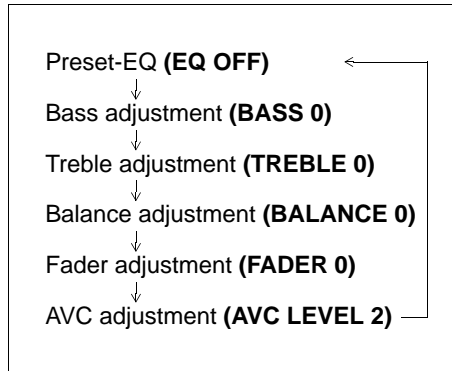 Preset-EQ (EQ OFF)
Bass adjustment (BASS 0)
Treble adjustment (TREBLE 0)
Balance adjustment (BALANCE 0)
Fader adjustment (FADER 0)
AVC adjustment (AVC LEVEL 2)